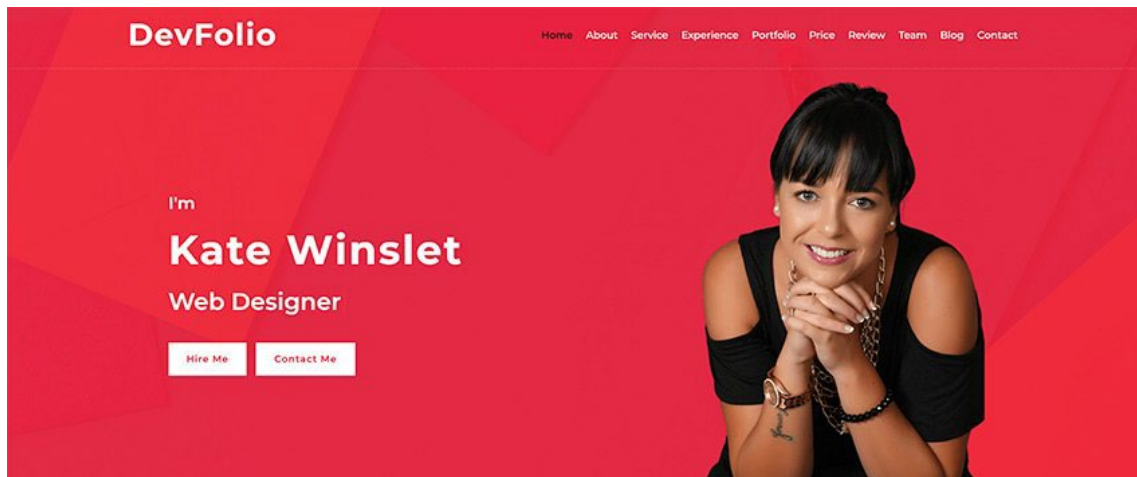 DevFolio
Home About Service Experience Portfolio Price Review Team Blog Contact
I'm
Kate Winslet
Web Designer
Hire Me Contact Me